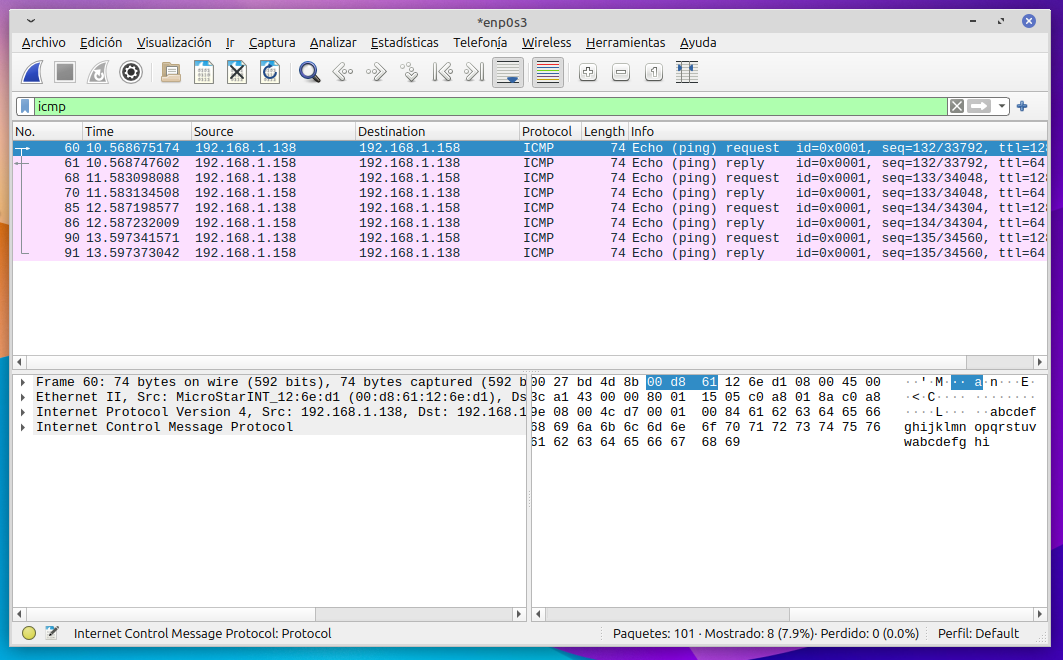 *enp0s3
Archivo Edición Visualización Ir Captura Analizar Estadísticas Telefonía Wireless Herramientas Ayuda
icmp
No. Time Source Destination Protocol Length Info
60 10.568675174 192.168.1.138 192.168.1.158 ICMP 74 Echo (ping) request id=0x0001, seq=132/33792, ttl=128
61 10.568747602 192.168.1.158 192.168.1.138 ICMP 74 Echo (ping) reply id=0x0001, seq=132/33792, ttl=64
68 11.583098088 192.168.1.138 192.168.1.158 ICMP 74 Echo (ping) request id=0x0001, seq=133/34048, ttl=128
70 11.583134508 192.168.1.158 192.168.1.138 ICMP 74 Echo (ping) reply id=0x0001, seq=133/34048, ttl=64
85 12.587198577 192.168.1.138 192.168.1.158 ICMP 74 Echo (ping) request id=0x0001, seq=134/34304, ttl=128
86 12.587232009 192.168.1.158 192.168.1.138 ICMP 74 Echo (ping) reply id=0x0001, seq=134/34304, ttl=64
90 13.597341571 192.168.1.138 192.168.1.158 ICMP 74 Echo (ping) request id=0x0001, seq=135/34560, ttl=128
91 13.597373042 192.168.1.158 192.168.1.138 ICMP 74 Echo (ping) reply id=0x0001, seq=135/34560, ttl=64
Frame 60: 74 bytes on wire (592 bits), 74 bytes captured (592 b
Ethernet II, Src: MicroStarINT_12:6e:d1 (00:d8:61:12:6e:d1), Ds
Internet Protocol Version 4, Src: 192.168.1.138, Dst: 192.168.1
Internet Control Message Protocol
00 27 bd 4d 8b 00 d8 61 12 6e d1 08 00 45 00 ··'·M···a·n···E·
3c a1 43 00 00 80 01 15 05 c0 a8 01 8a c0 a8 ·<·C···· ········
9e 08 00 4c d7 00 01 00 84 61 62 63 64 65 66 ····L··· ··abcdef
68 69 6a 6b 6c 6d 6e 6f 70 71 72 73 74 75 76 ghijklmn opqrstuv
61 62 63 64 65 66 67 68 69 wabcdefg hi
Internet Control Message Protocol: Protocol
Paquetes: 101 · Mostrado: 8 (7.9%)· Perdido: 0 (0.0%)
Perfil: Default